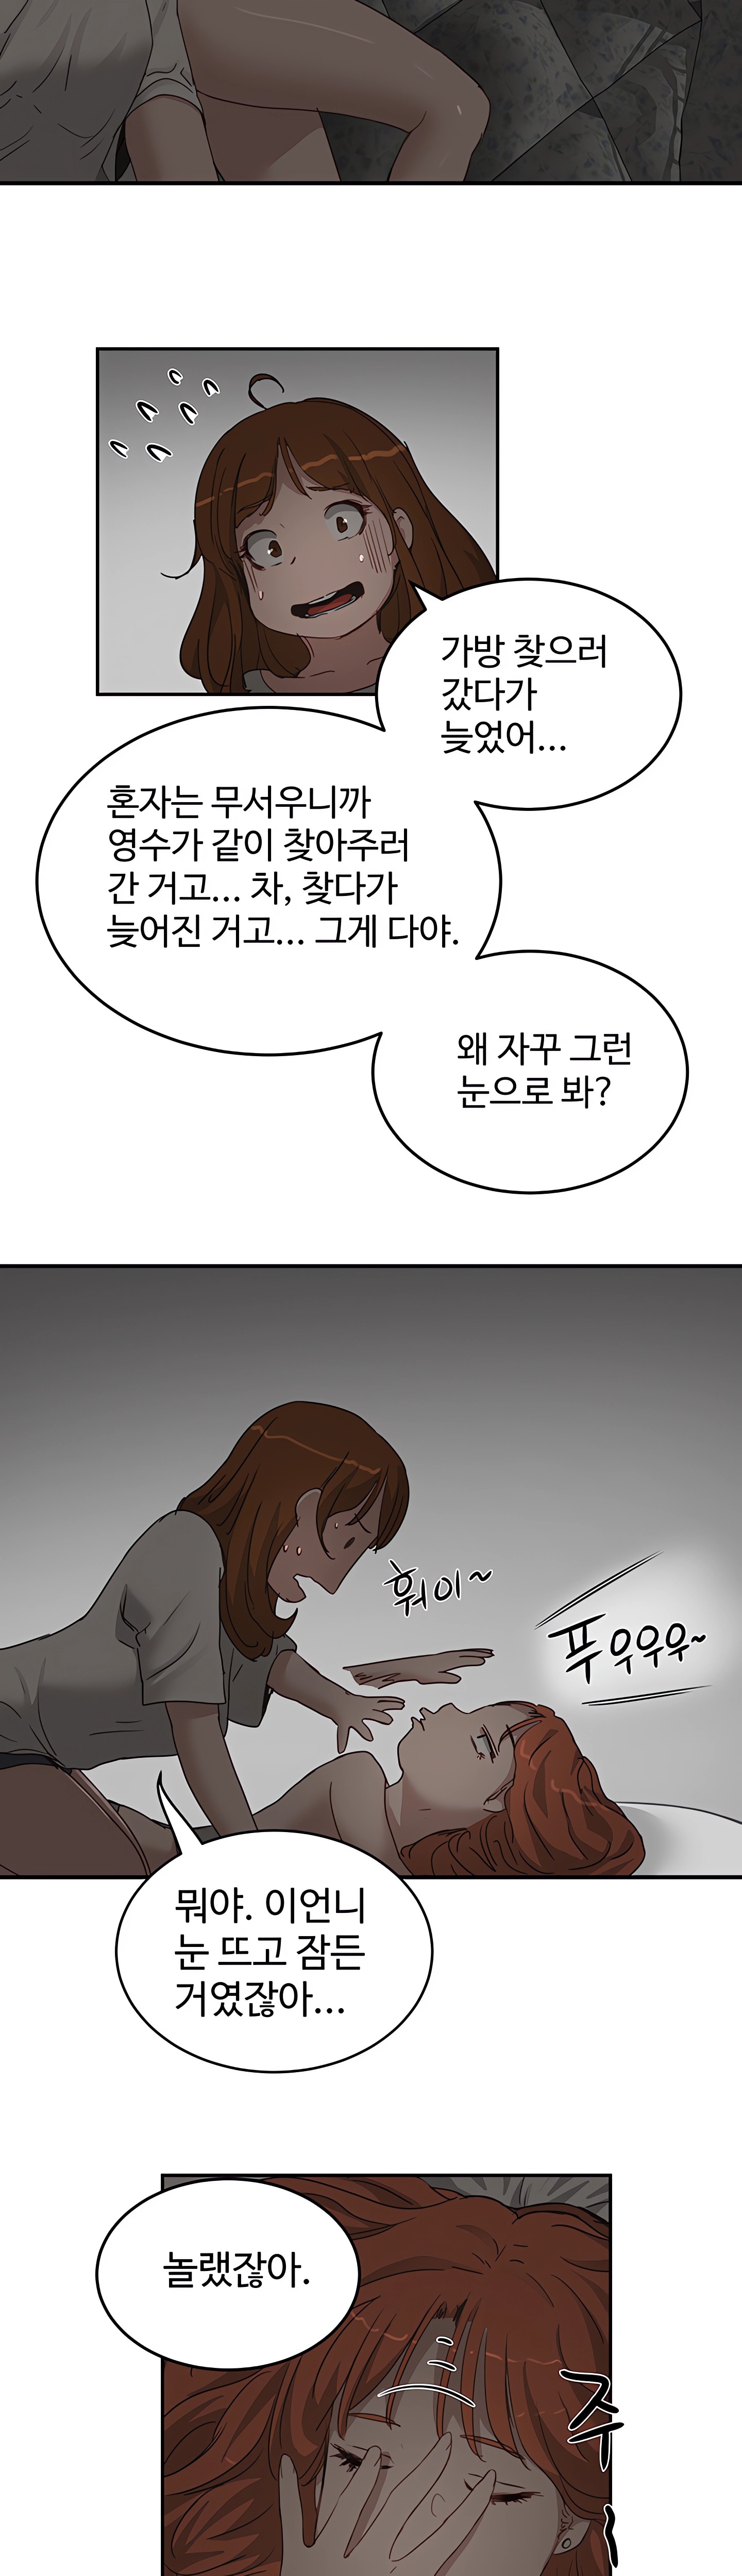 가방 찾으러
갔다가
늦었어...
혼자는 무서우니까
영수가 같이 찾아주러
간 거고... 차, 찾다가
늦어진 거고... 그게 다야.
왜 자꾸 그런
눈으로 봐?
훠이~
푸우우우~
뭐야. 이언니
눈 뜨고 잠든
거였잖아...
놀랬잖아.
주